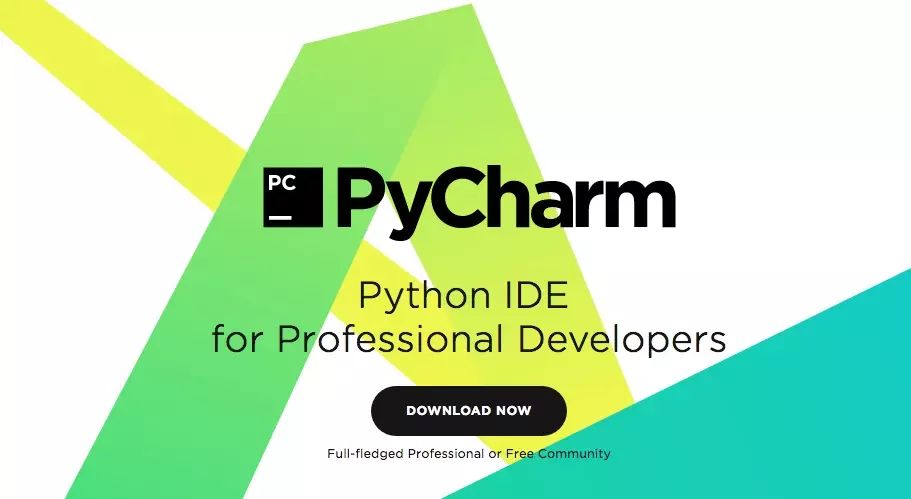 PC
PyCharm
Python IDE
for Professional Developers
DOWNLOAD NOW
Full-fledged Professional or Free Community